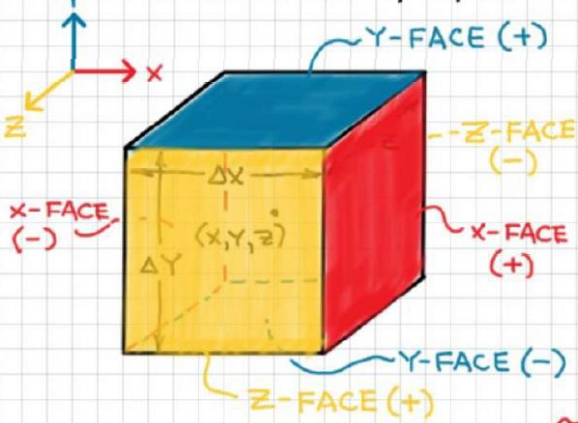 Y-FACE (+)
X
Z
Z-FACE
(-)
ΔX
X-FACE
(-)
(X,Y,Z)
X-FACE
(+)
ΔY
Y-FACE (-)
Z-FACE (+)